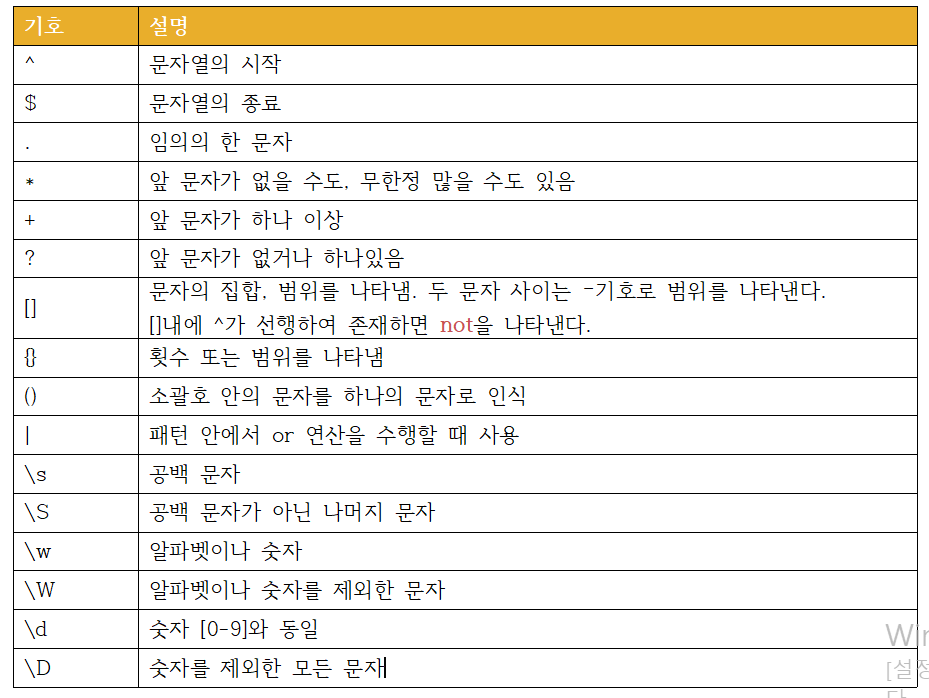 기호 설명
^ 문자열의 시작
$ 문자열의 종료
. 임의의 한 문자
* 앞 문자가 없을 수도, 무한정 많을 수도 있음
+ 앞 문자가 하나 이상
? 앞 문자가 없거나 하나있음
[] 문자의 집합, 범위를 나타냄. 두 문자 사이는 -기호로 범위를 나타낸다.
[]내에 ^가 선행하여 존재하면 not을 나타낸다.
{} 횟수 또는 범위를 나타냄
() 소괄호 안의 문자를 하나의 문자로 인식
| 패턴 안에서 or 연산을 수행할 때 사용
\s 공백 문자
\S 공백 문자가 아닌 나머지 문자
\w 알파벳이나 숫자
\W 알파벳이나 숫자를 제외한 문자
\d 숫자 [0-9]와 동일
\D 숫자를 제외한 모든 문자